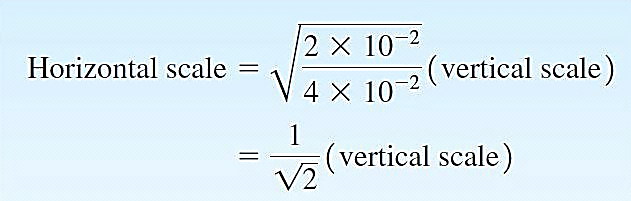 Horizontal scale = √((2 × 10⁻²)/(4 × 10⁻²)) (vertical scale)
= 1/√2 (vertical scale)